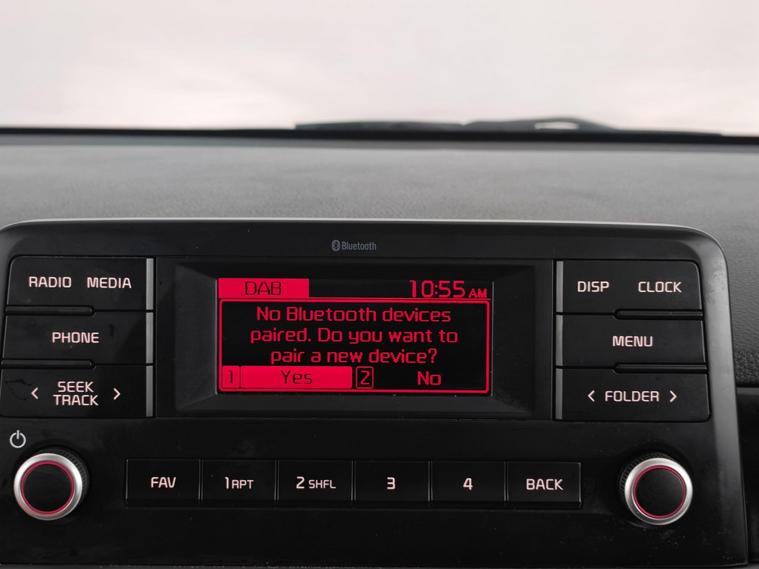 Bluetooth
RADIO MEDIA
PHONE
< SEEK TRACK >
DAB 10:55 AM
No Bluetooth devices
paired. Do you want to
pair a new device?
1 Yes 2 No
DISP CLOCK
MENU
< FOLDER >
FAV 1 RPT 2 SHFL 3 4 BACK